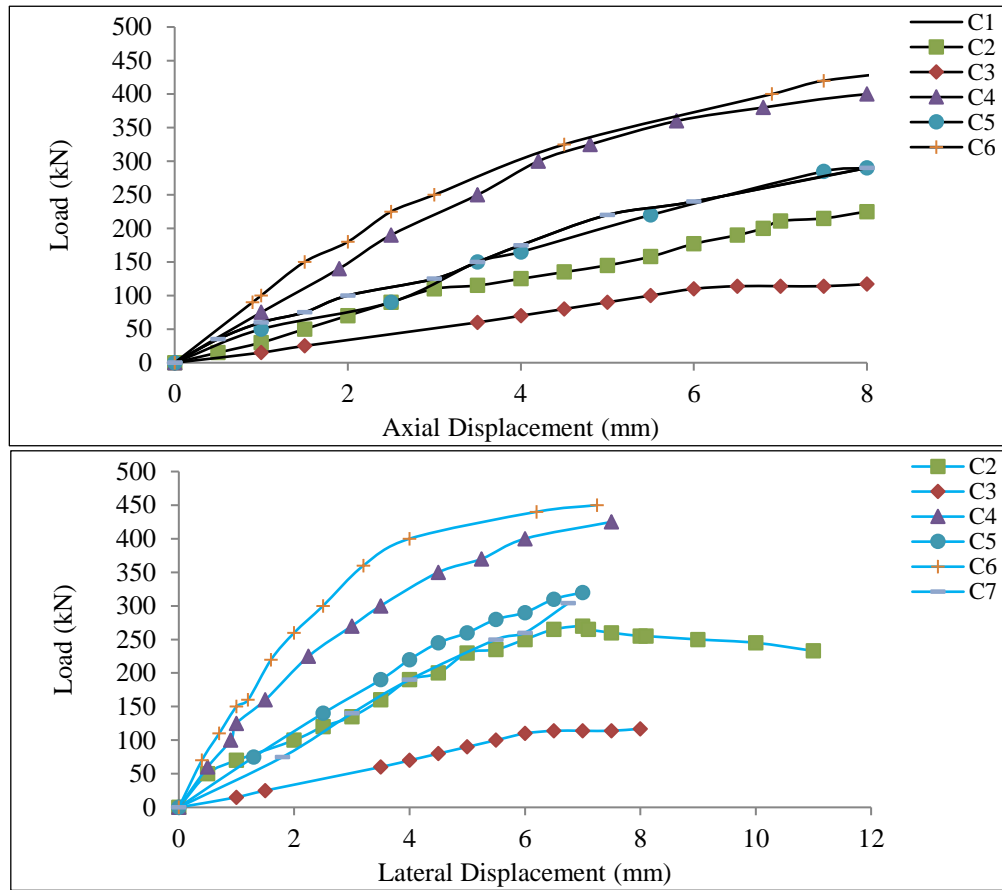 500
450
400
350
300
250
200
150
100
50
0
Load (kN)
0 2 4 6 8
Axial Displacement (mm)
C1
C2
C3
C4
C5
C6
500
450
400
350
300
250
200
150
100
50
0
Load (kN)
0 2 4 6 8 10 12
Lateral Displacement (mm)
C2
C3
C4
C5
C6
C7